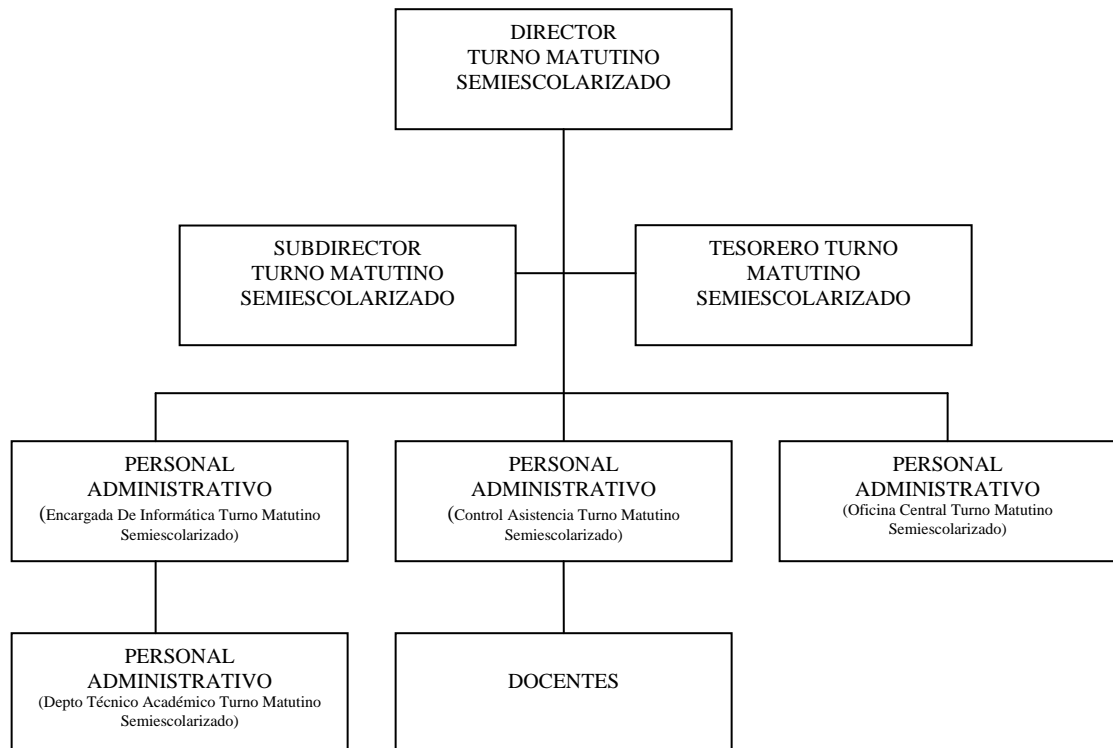 DIRECTOR
TURNO MATUTINO
SEMIESCOLARIZADO
SUBDIRECTOR
TURNO MATUTINO
SEMIESCOLARIZADO
TESORERO TURNO
MATUTINO
SEMIESCOLARIZADO
PERSONAL
ADMINISTRATIVO
(Encargada De Informática Turno Matutino
Semiescolarizado)
PERSONAL
ADMINISTRATIVO
(Control Asistencia Turno Matutino
Semiescolarizado)
PERSONAL
ADMINISTRATIVO
(Oficina Central Turno Matutino
Semiescolarizado)
PERSONAL
ADMINISTRATIVO
(Depto Técnico Académico Turno Matutino
Semiescolarizado)
DOCENTES